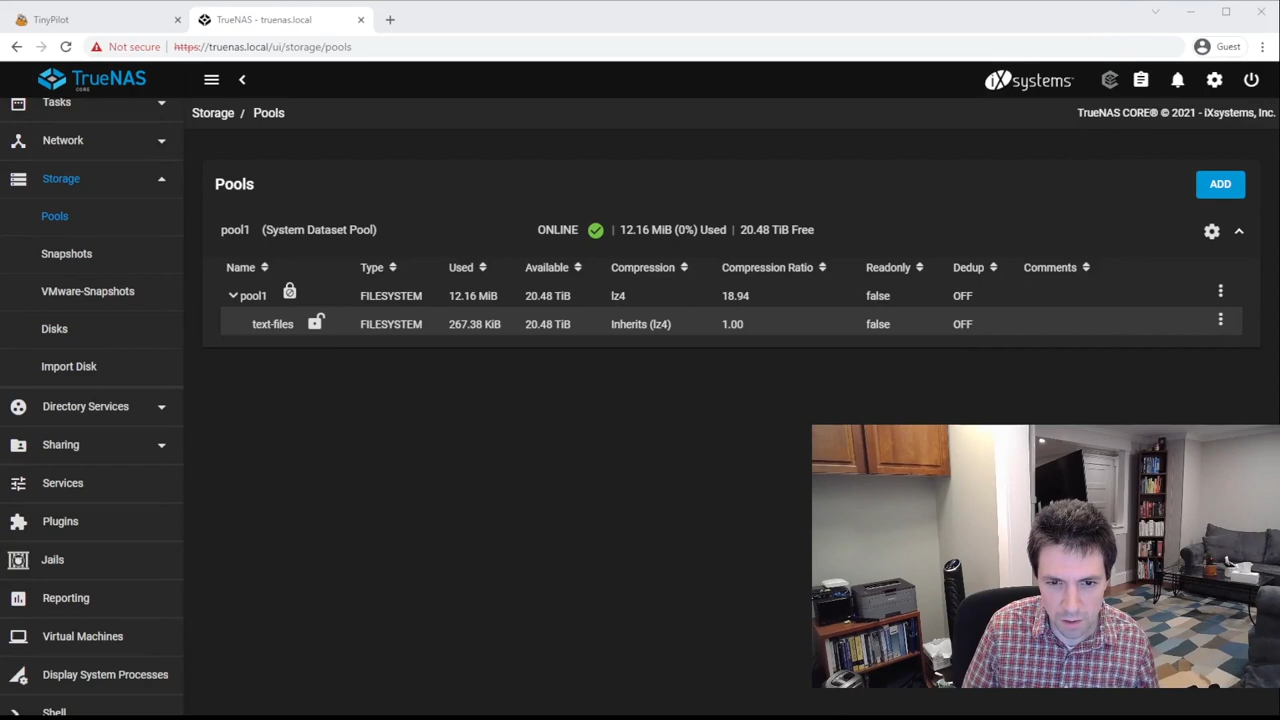 TinyPilot
TrueNAS - truenas.local
Not secure
https://truenas.local/ui/storage/pools
Guest
TrueNAS
CORE
iXsystems
Tasks
Storage / Pools
TrueNAS CORE® © 2021 - iXsystems, Inc.
Network
Storage
Pools
Snapshots
VMware-Snapshots
Disks
Import Disk
Directory Services
Sharing
Services
Plugins
Jails
Reporting
Virtual Machines
Display System Processes
Shell
Pools
ADD
pool1 (System Dataset Pool) ONLINE | 12.16 MiB (0%) Used | 20.48 TiB Free
Name Type Used Available Compression Compression Ratio Readonly Dedup Comments
pool1 FILESYSTEM 12.16 MiB 20.48 TiB lz4 18.94 false OFF
text-files FILESYSTEM 267.38 KiB 20.48 TiB Inherits (lz4) 1.00 false OFF